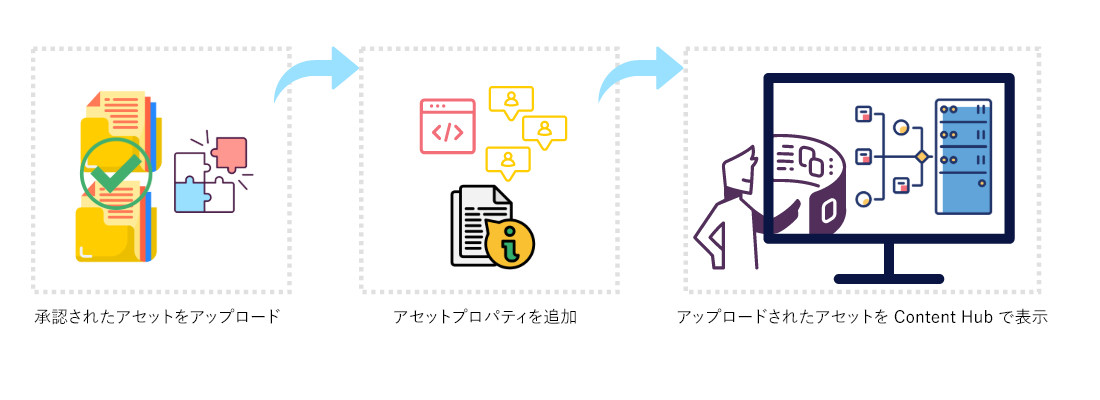 承認されたアセットをアップロード
アセットプロパティを追加
アップロードされたアセットを Content Hub で表示